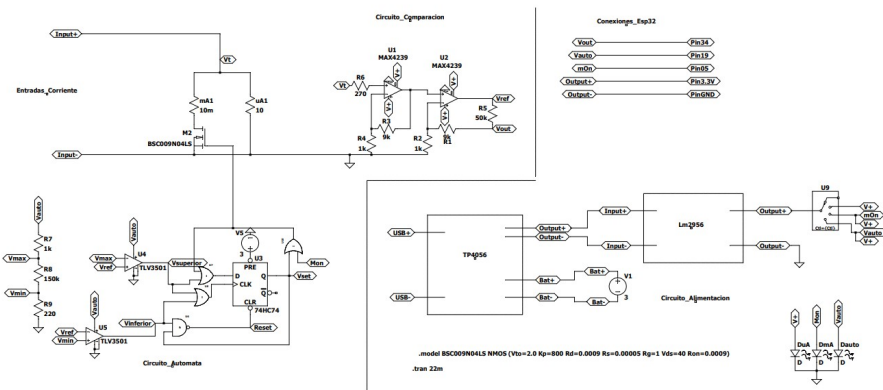 Circuito_Comparacion
Conexiones_Esp32
Input+
Vt
Entradas_Corriente
mA1
10m
uA1
10
M2
BSC009N04LS
Input-
U1
MAX4239
V+
U2
MAX4239
V+
Vt
R6
270
V+
V+
R3
9k
R4
1k
R2
1k
9k
R1
Vref
R5
50k
Vout
Vout
Pin34
Vauto
Pin19
mOn
Pin05
Output+
Pin3.3V
Output-
PinGND
Vauto
R7
1k
Vmax
R8
150k
Vmin
R9
220
Vauto
U4
Vmax
Vref
TLV3501
Vsuperior
Vauto
U5
Vref
Vmin
TLV3501
Vinferior
V5
3
U3
PRE
D
Q
CLK
Q
CLR
74HC74
Reset
Mon
Vset
Circuito_Automata
USB+
USB-
TP4056
Output+
Output-
Bat+
Bat-
Bat+
Bat-
V1
3
Input+
Input-
Lm2956
Output+
Output-
Output+
U9
V+
mOn
V+
Vauto
V+
Circuito_Alimentacion
.model BSC009N04LS NMOS (Vto=2.0 Kp=800 Rd=0.0009 Rs=0.00005 Rg=1 Vds=40 Ron=0.0009)
.tran 22m
V+
Mon
Vauto
DuA
D
DmA
D
Dauto
D